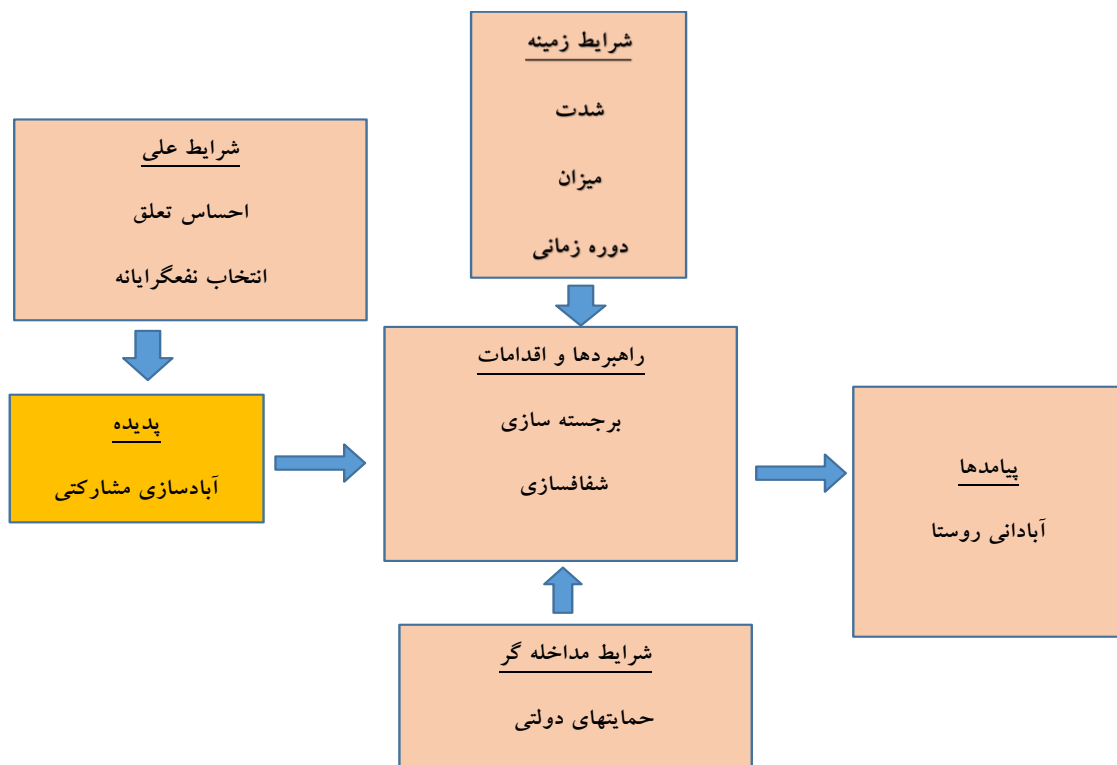 شرایط زمینه
شدت
میزان
دوره زمانی
شرایط علی
احساس تعلق
انتخاب نفعگرایانه
راهبردها و اقدامات
برجسته سازی
شفافسازی
پدیده
آبادسازی مشارکتی
پیامدها
آبادانی روستا
شرایط مداخله گر
حمایتهای دولتی